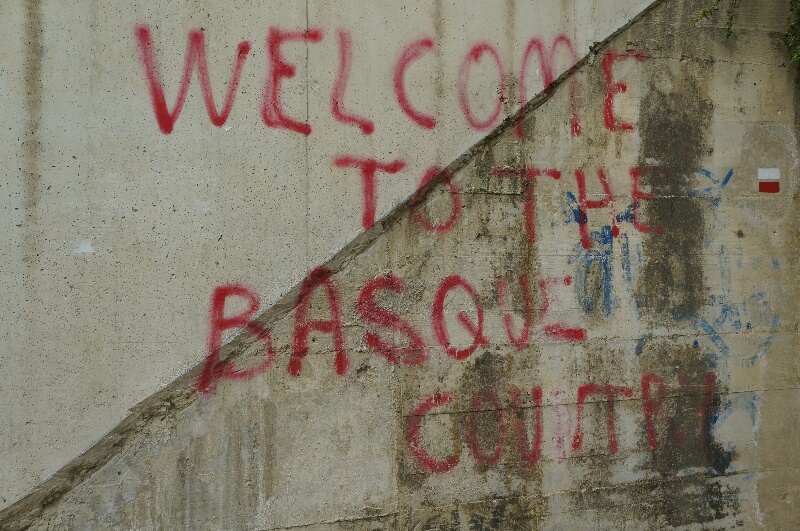 WELCOME
TO THE
BASQUE
COUNTRY